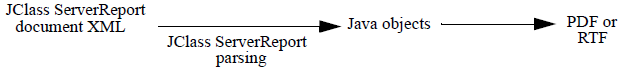 JClass ServerReport
document XML
JClass ServerReport
parsing
Java objects
PDF or
RTF